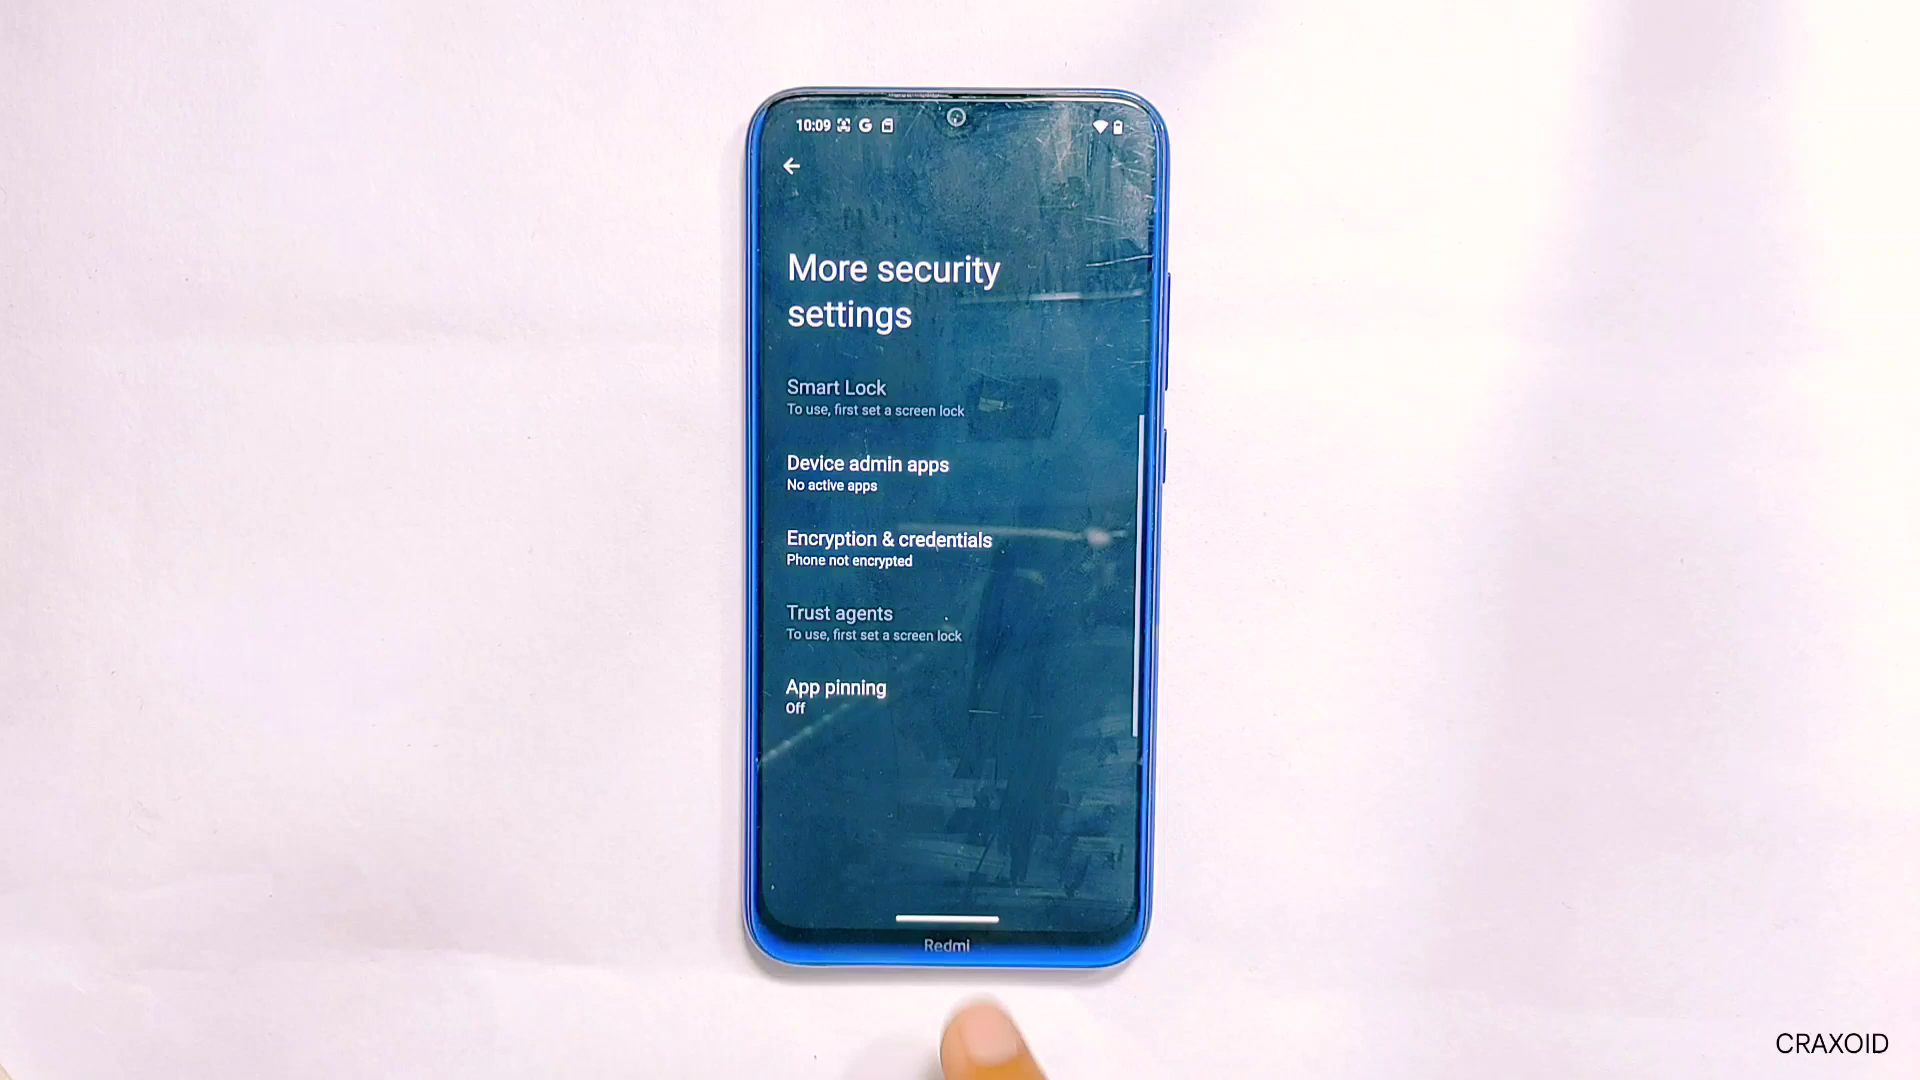 10:09
More security
settings
Smart Lock
To use, first set a screen lock
Device admin apps
No active apps
Encryption & credentials
Phone not encrypted
Trust agents
To use, first set a screen lock
App pinning
Off
Redmi
CRAXOID